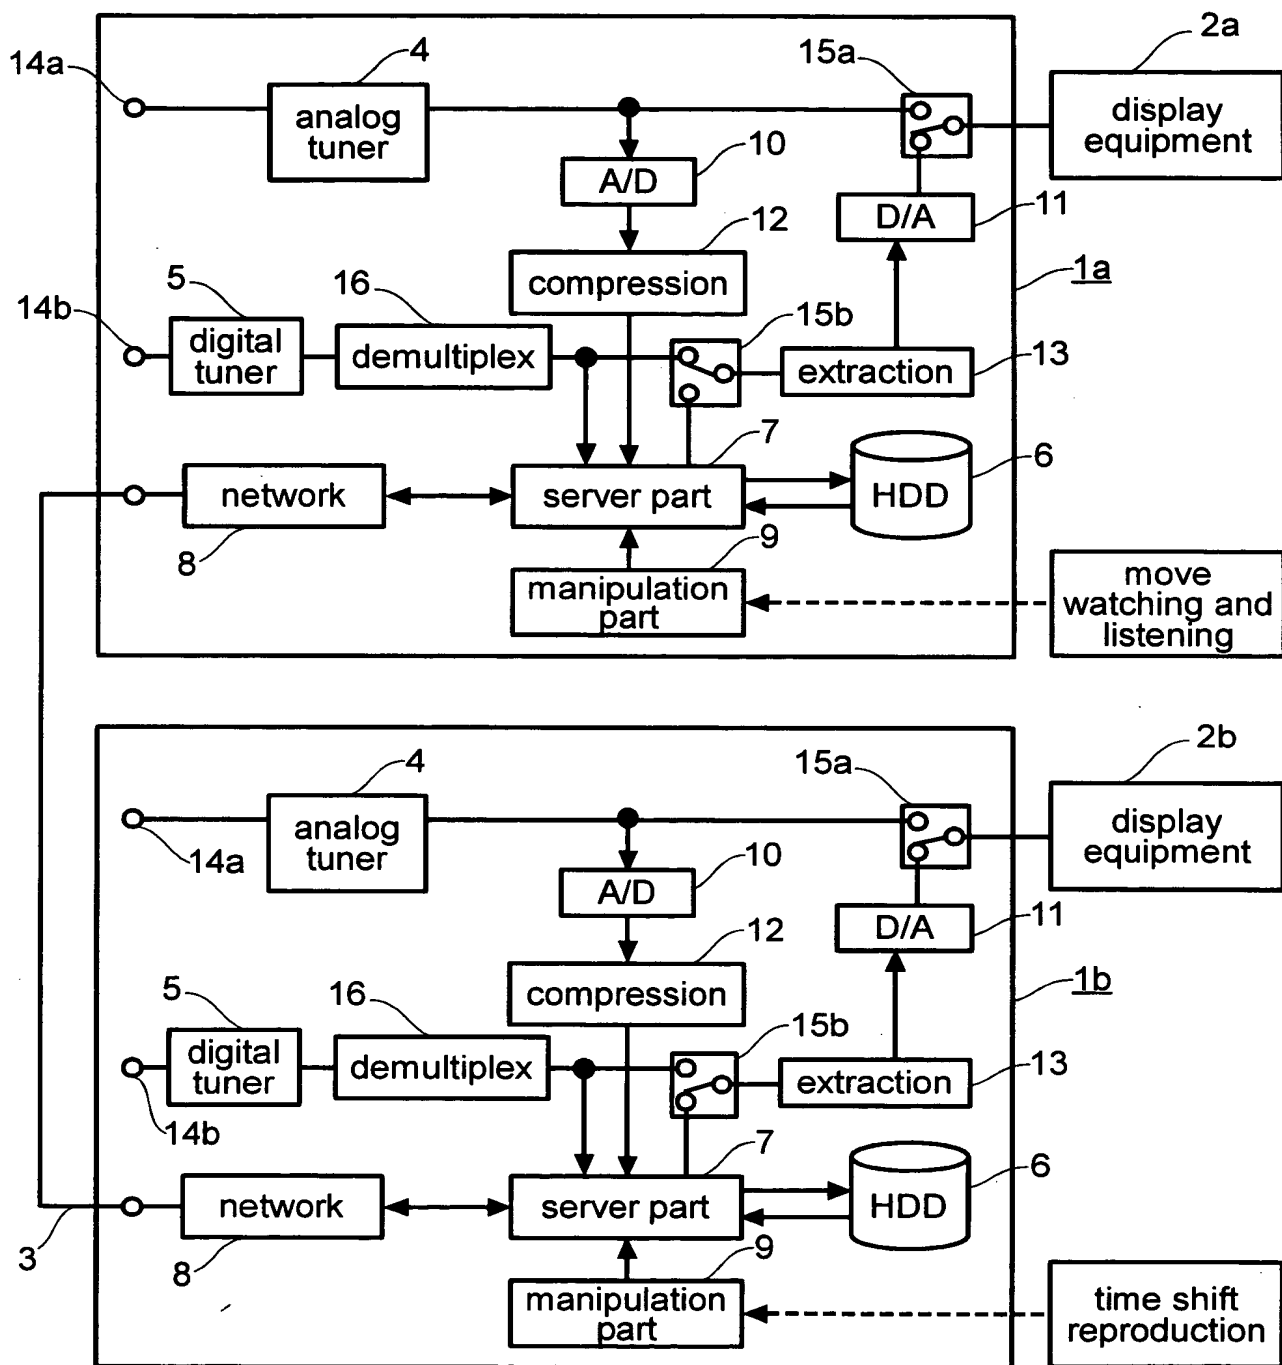 14a
4
15a
2a
analog
tuner
display
equipment
10
A/D
D/A
11
12
compression
1a
14b
5
16
15b
digital
tuner
demultiplex
extraction
13
7
6
network
server part
HDD
8
9
manipulation
part
move
watching and
listening
4
15a
2b
analog
tuner
display
equipment
14a
10
A/D
D/A
11
12
compression
1b
5
16
15b
digital
tuner
demultiplex
extraction
13
14b
7
6
network
server part
HDD
3
8
9
manipulation
part
time shift
reproduction